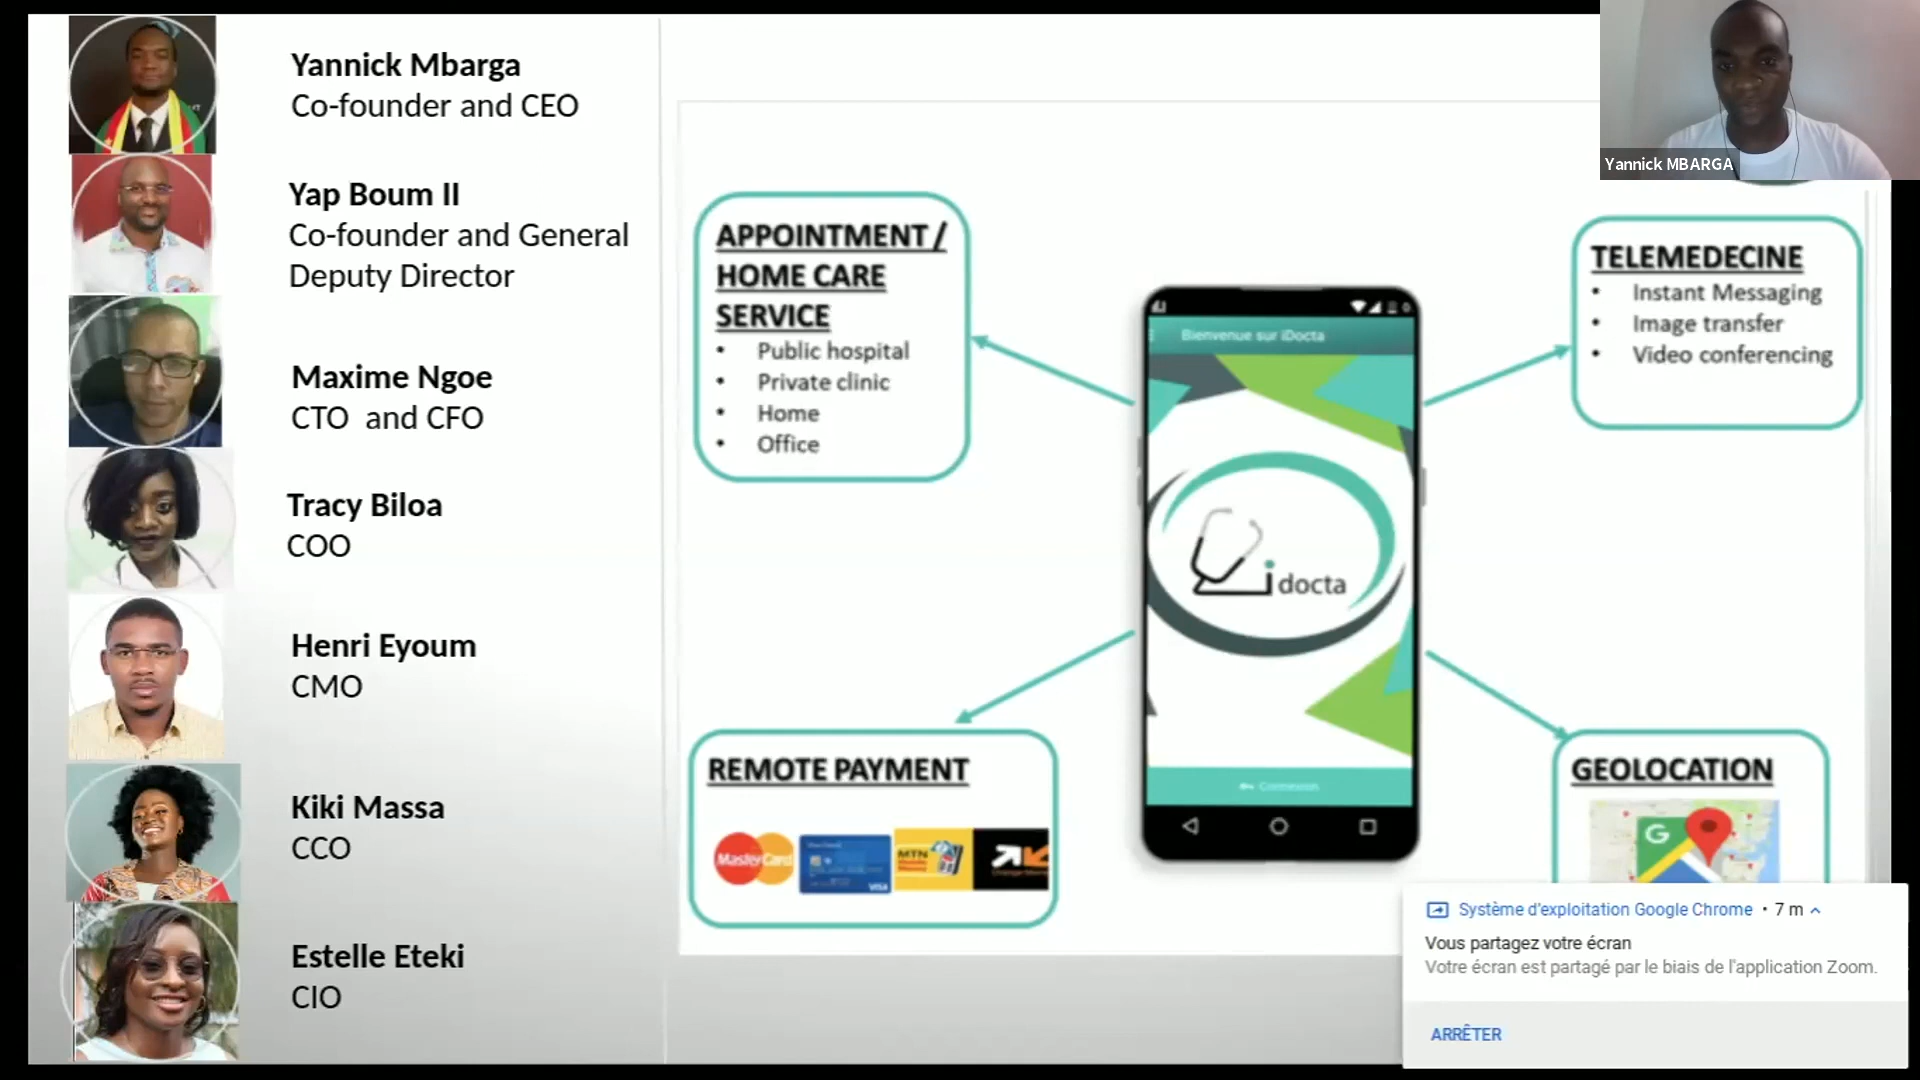 Yannick Mbarga
Co-founder and CEO
Yap Boum II
Co-founder and General
Deputy Director
Maxime Ngoe
CTO and CFO
Tracy Biloa
COO
Henri Eyoum
CMO
Kiki Massa
CCO
Estelle Eteki
CIO
APPOINTMENT /
HOME CARE
SERVICE
• Public hospital
• Private clinic
• Home
• Office
REMOTE PAYMENT
MasterCard
VISA
MTN
Bienvenue sur iDocta
i docta
Connexion
TELEMEDECINE
• Instant Messaging
• Image transfer
• Video conferencing
GEOLOCATION
G
Yannick MBARGA
Système d'exploitation Google Chrome • 7 m
Vous partagez votre écran
Votre écran est partagé par le biais de l'application Zoom.
ARRÊTER